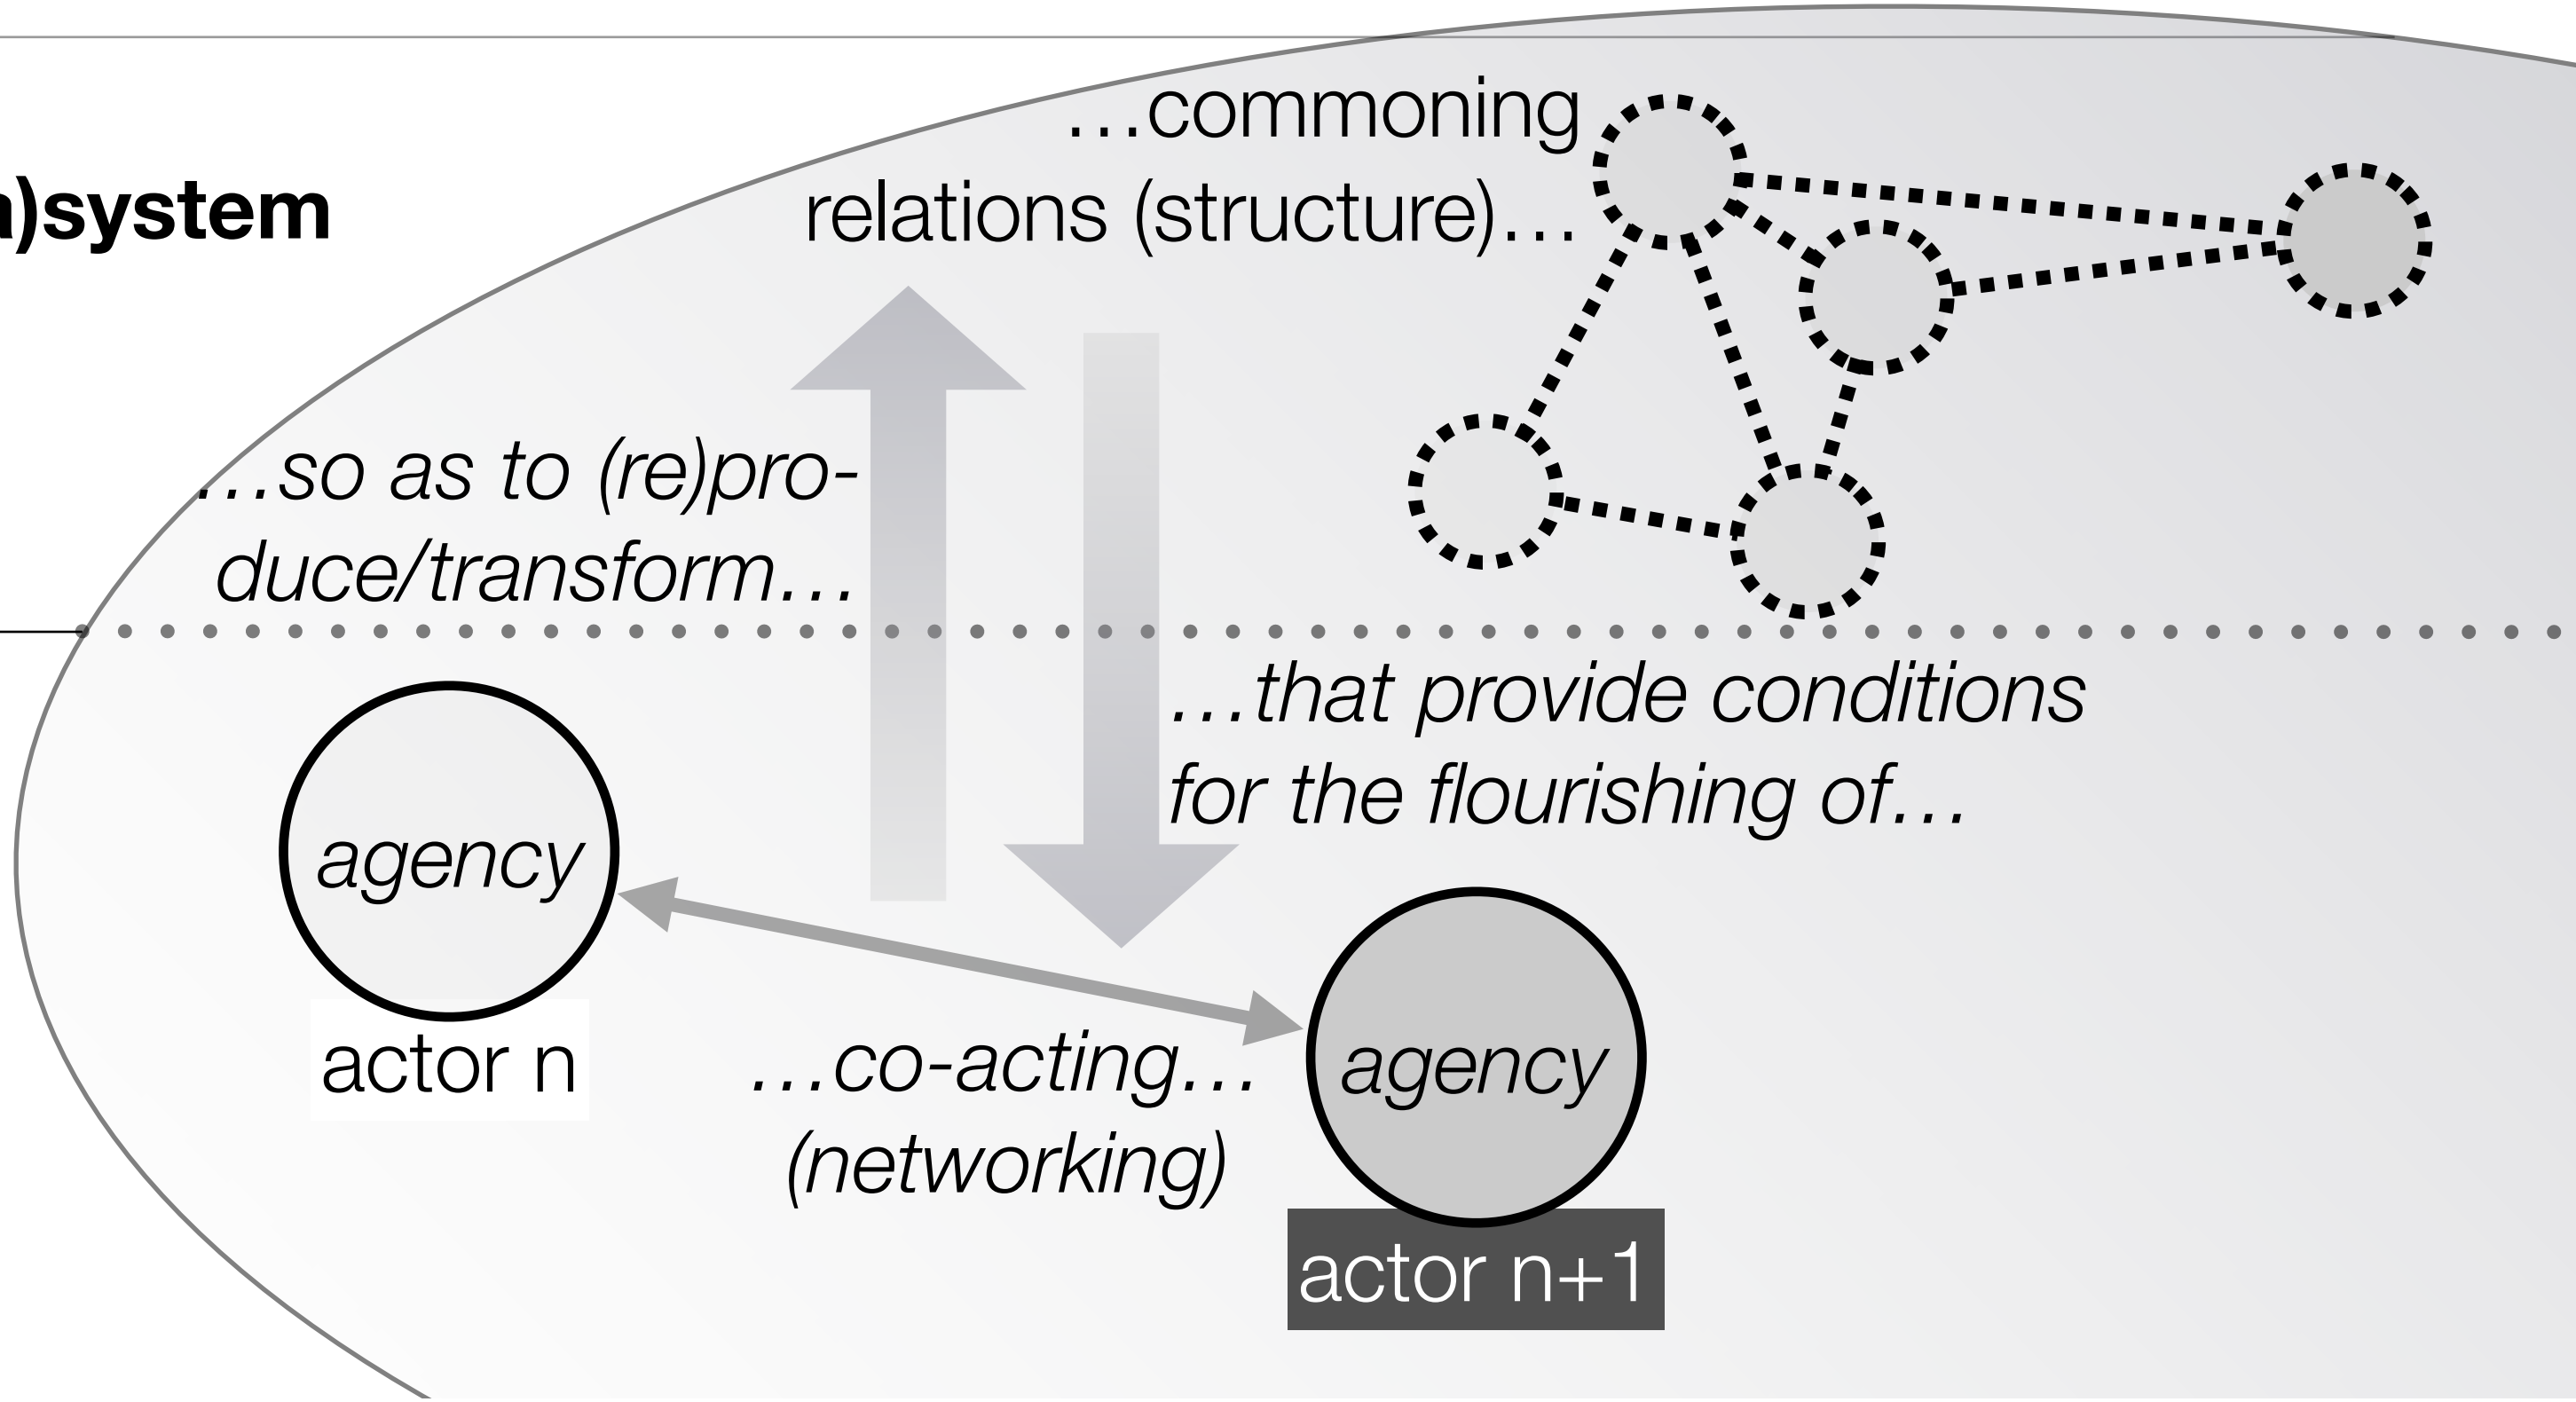 …commoning
relations (structure)…
a)system
…so as to (re)pro-
duce/transform…
…that provide conditions
for the flourishing of…
agency
actor n
…co-acting…
(networking)
agency
actor n+1